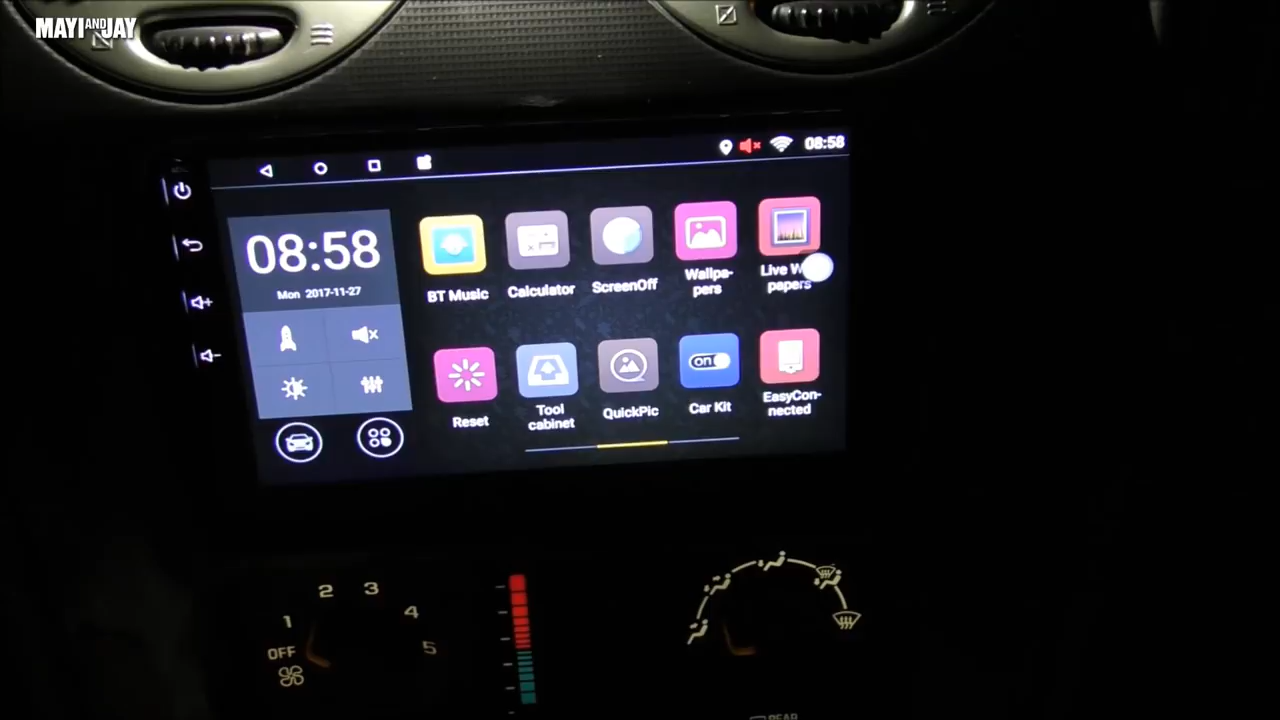 MAYI AND JAY
08:58
08:58
Mon 2017-11-27
BT Music
Calculator
ScreenOff
Wallpa-
pers
Live W
papers
Reset
Tool
cabinet
QuickPic
ON
Car Kit
EasyCon-
nected
OFF
1
2
3
4
5
REAR